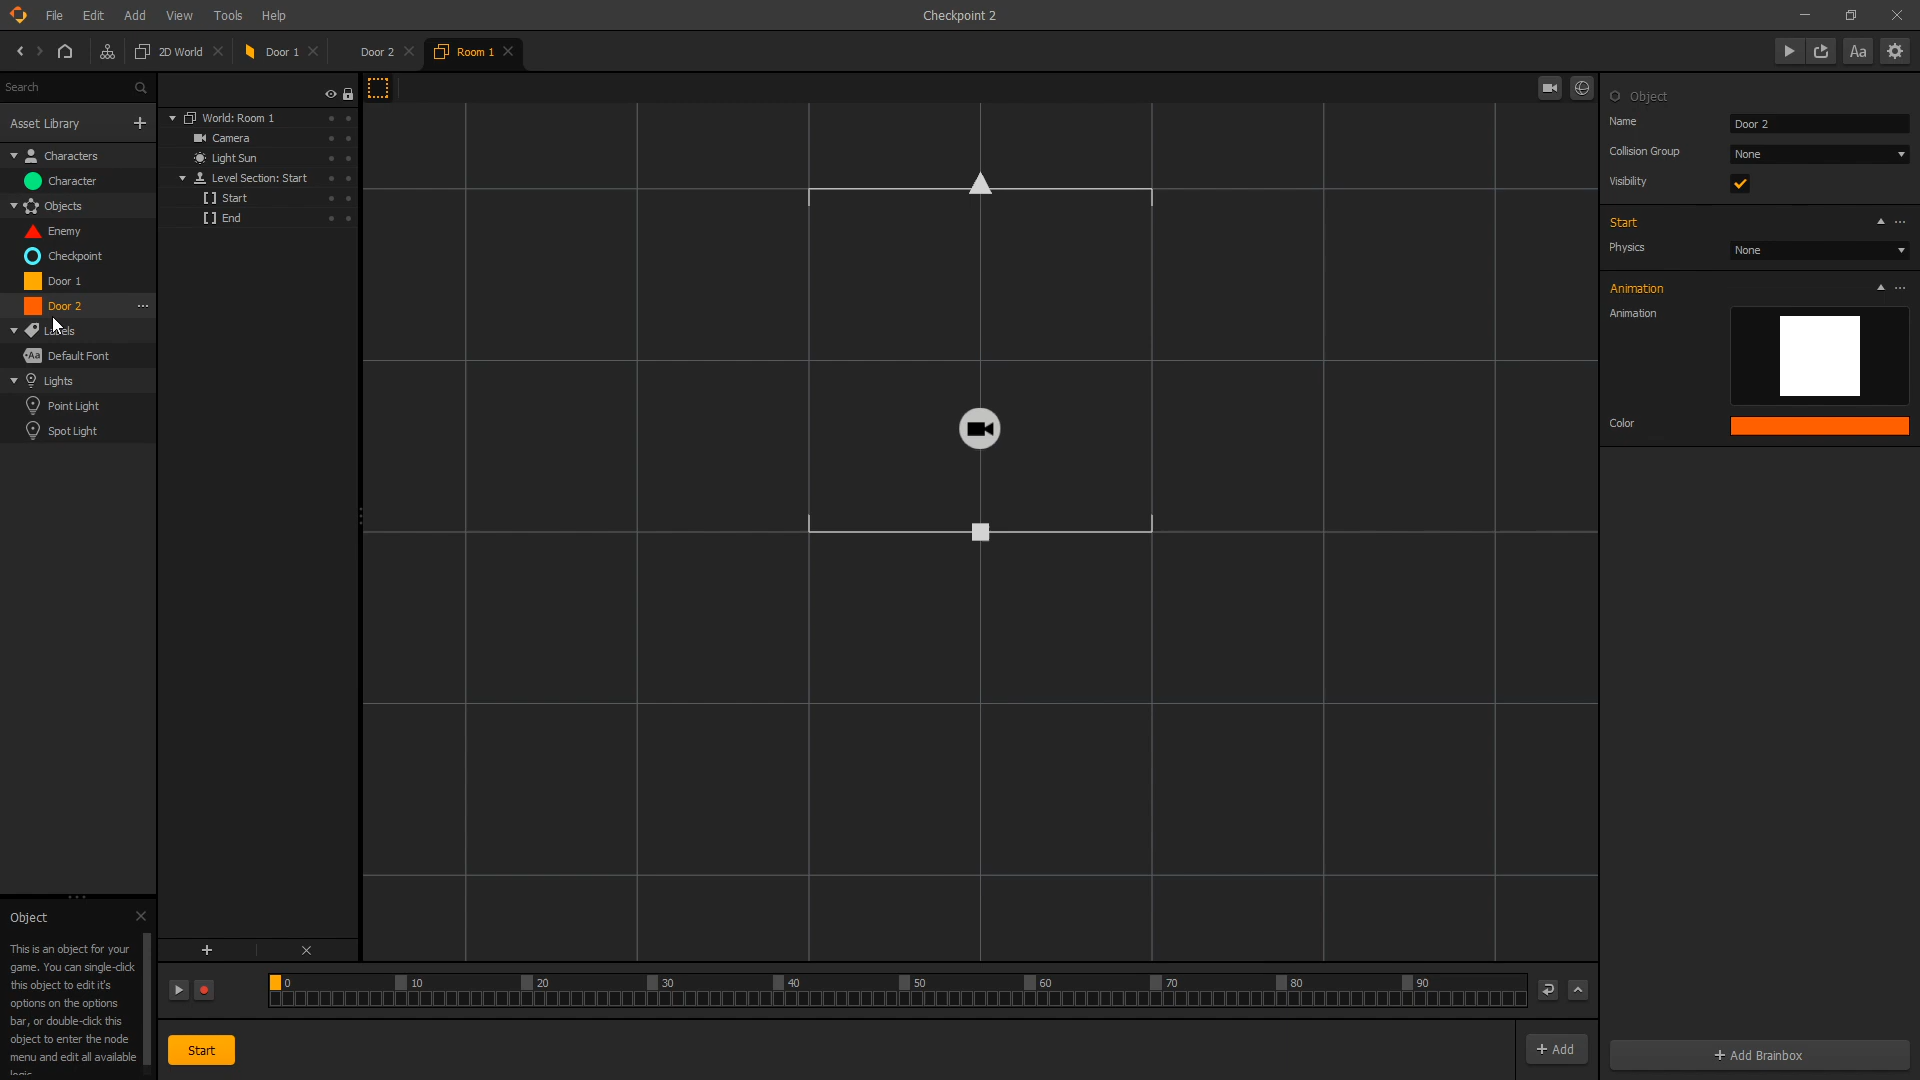 File Edit Add View Tools Help Checkpoint 2
2D World Door 1 Door 2 Room 1 Aa
Search
Asset Library
Characters
Character
Objects
Enemy
Checkpoint
Door 1
Door 2
Aa Default Font
Lights
Point Light
Spot Light
World: Room 1
Camera
Light Sun
Level Section: Start
Start
End
Object
Name Door 2
Collision Group None
Visibility
Start
Physics None
Animation
Animation
Color
Object
This is an object for your
game. You can single-click
this object to edit it's
options on the options
bar, or double-click this
object to enter the node
menu and edit all available
0 10 20 30 40 50 60 70 80 90
Start
+ Add
+ Add Brainbox